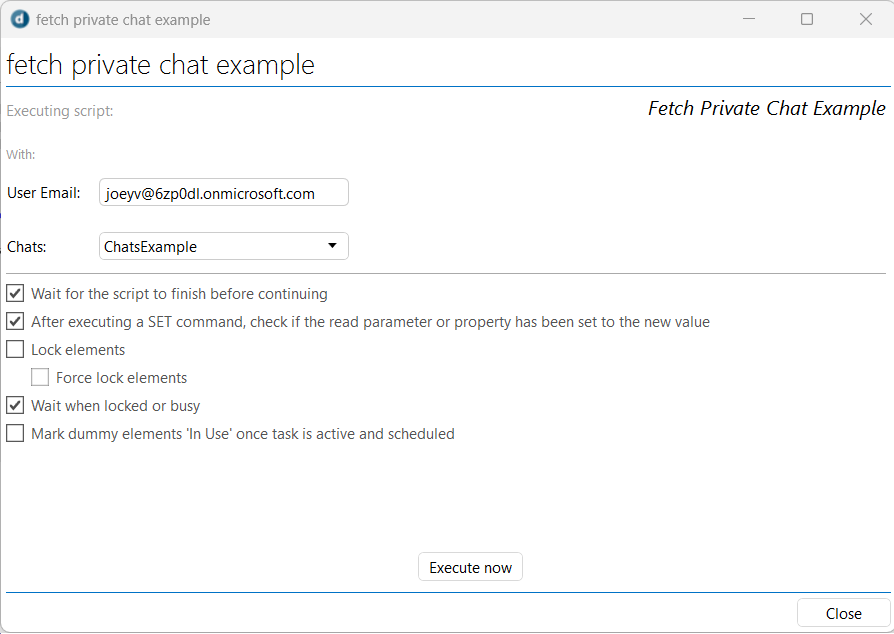 fetch private chat example
fetch private chat example
Executing script:
Fetch Private Chat Example
With:
User Email: joeyv@6zp0dl.onmicrosoft.com
Chats: ChatsExample
Wait for the script to finish before continuing
After executing a SET command, check if the read parameter or property has been set to the new value
Lock elements
Force lock elements
Wait when locked or busy
Mark dummy elements 'In Use' once task is active and scheduled
Execute now
Close